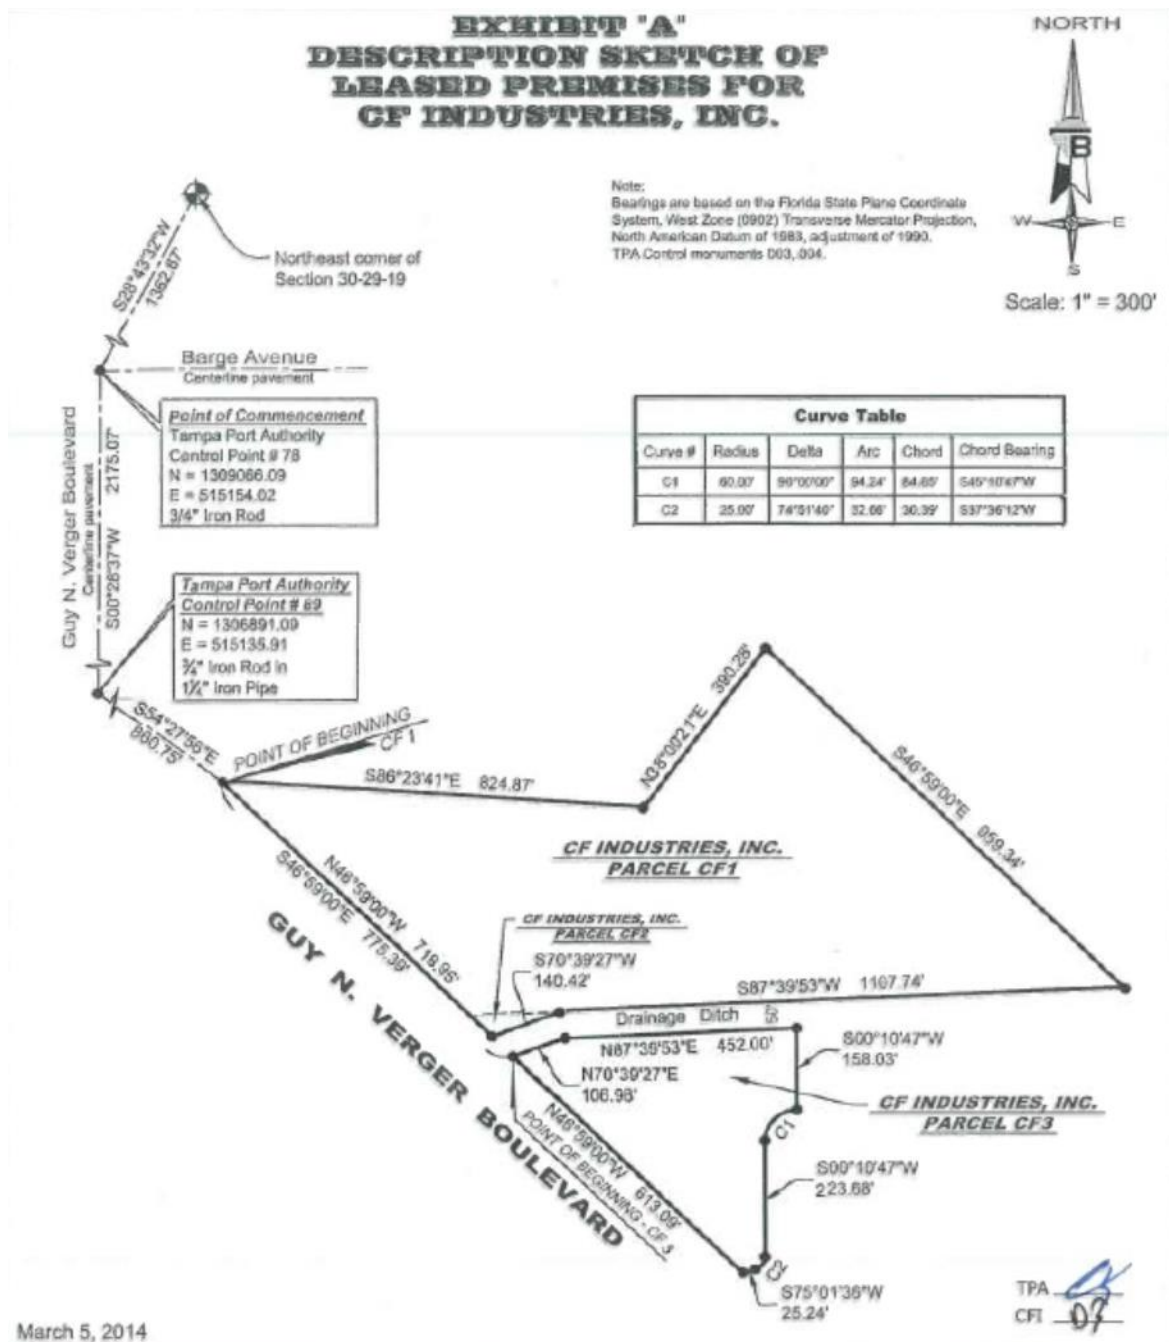 EXHIBIT "A"
DESCRIPTION SKETCH OF
LEASED PREMISES FOR
CF INDUSTRIES, INC.
NORTH
B
W
E
S
Scale: 1" = 300'
Note:
Bearings are based on the Florida State Plane Coordinate
System, West Zone (0902) Transverse Mercator Projection,
North American Datum of 1983, adjustment of 1990.
TPA Control monuments 003, 004.
Northeast corner of
Section 30-29-19
S28°43'32"W
1362.67'
Barge Avenue
Centerline pavement
Point of Commencement
Tampa Port Authority
Control Point # 78
N = 1309066.09
E = 515154.02
3/4" Iron Rod
Guy N. Verger Boulevard
Centerline pavement
S00°28'37"W 2175.07'
Curve Table
Curve # Radius Delta Arc Chord Chord Bearing
C1 60.00' 90°00'00" 94.24' 84.85' S45°10'47"W
C2 25.00' 74°51'40" 32.66' 30.39' S37°36'12"W
Tampa Port Authority
Control Point # 89
N = 1306891.09
E = 515135.91
¾" Iron Rod in
1½" Iron Pipe
S54°27'56"E
860.75'
POINT OF BEGINNING
CF1
S86°23'41"E 824.87'
N38°00'21"E 390.28'
S46°59'00"E 959.34'
CF INDUSTRIES, INC.
PARCEL CF1
N46°59'00"W 718.96'
S46°59'00"E 775.39'
CF INDUSTRIES, INC.
PARCEL CF2
S70°39'27"W
140.42'
S87°39'53"W 1107.74'
Drainage Ditch
N87°39'53"E 452.00'
N70°39'27"E
106.98'
S00°10'47"W
158.03'
CF INDUSTRIES, INC.
PARCEL CF3
C1
S00°10'47"W
223.68'
GUY N. VERGER BOULEVARD
N46°59'00"W 613.09'
POINT OF BEGINNING - CF3
C2
S75°01'36"W
25.24'
TPA
CFI
March 5, 2014